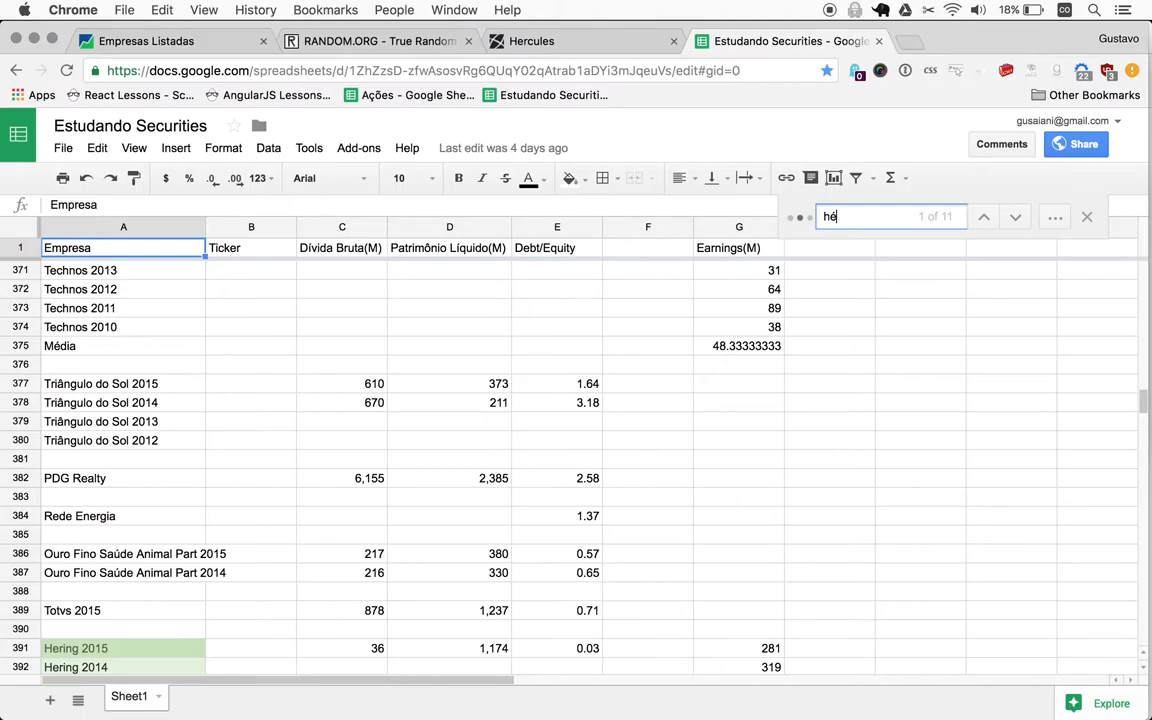 Chrome File Edit View History Bookmarks People Window Help 18% CO
Empresas Listadas × RANDOM.ORG - True Random × Hercules × Estudando Securities - Google × Gustavo
https://docs.google.com/spreadsheets/d/1ZhZzsD-zfwAsosvRg6QUqY02qAtrab1aDYi3mJqeuVs/edit#gid=0
Apps React Lessons - Sc... AngularJS Lessons... Ações - Google She... Estudando Securiti... Other Bookmarks
Estudando Securities gusaiani@gmail.com
File Edit View Insert Format Data Tools Add-ons Help Last edit was 4 days ago Comments Share
$ % .0 .00 123 Arial 10 B I S A Σ
fx Empresa hé 1 of 11
A B C D E F G
1 Empresa Ticker Dívida Bruta(M) Patrimônio Líquido(M) Debt/Equity Earnings(M)
371 Technos 2013 31
372 Technos 2012 64
373 Technos 2011 89
374 Technos 2010 38
375 Média 48.33333333
376
377 Triângulo do Sol 2015 610 373 1.64
378 Triângulo do Sol 2014 670 211 3.18
379 Triângulo do Sol 2013
380 Triângulo do Sol 2012
381
382 PDG Realty 6,155 2,385 2.58
383
384 Rede Energia 1.37
385
386 Ouro Fino Saúde Animal Part 2015 217 380 0.57
387 Ouro Fino Saúde Animal Part 2014 216 330 0.65
388
389 Totvs 2015 878 1,237 0.71
390
391 Hering 2015 36 1,174 0.03 281
392 Hering 2014 319
+ Sheet1 Explore